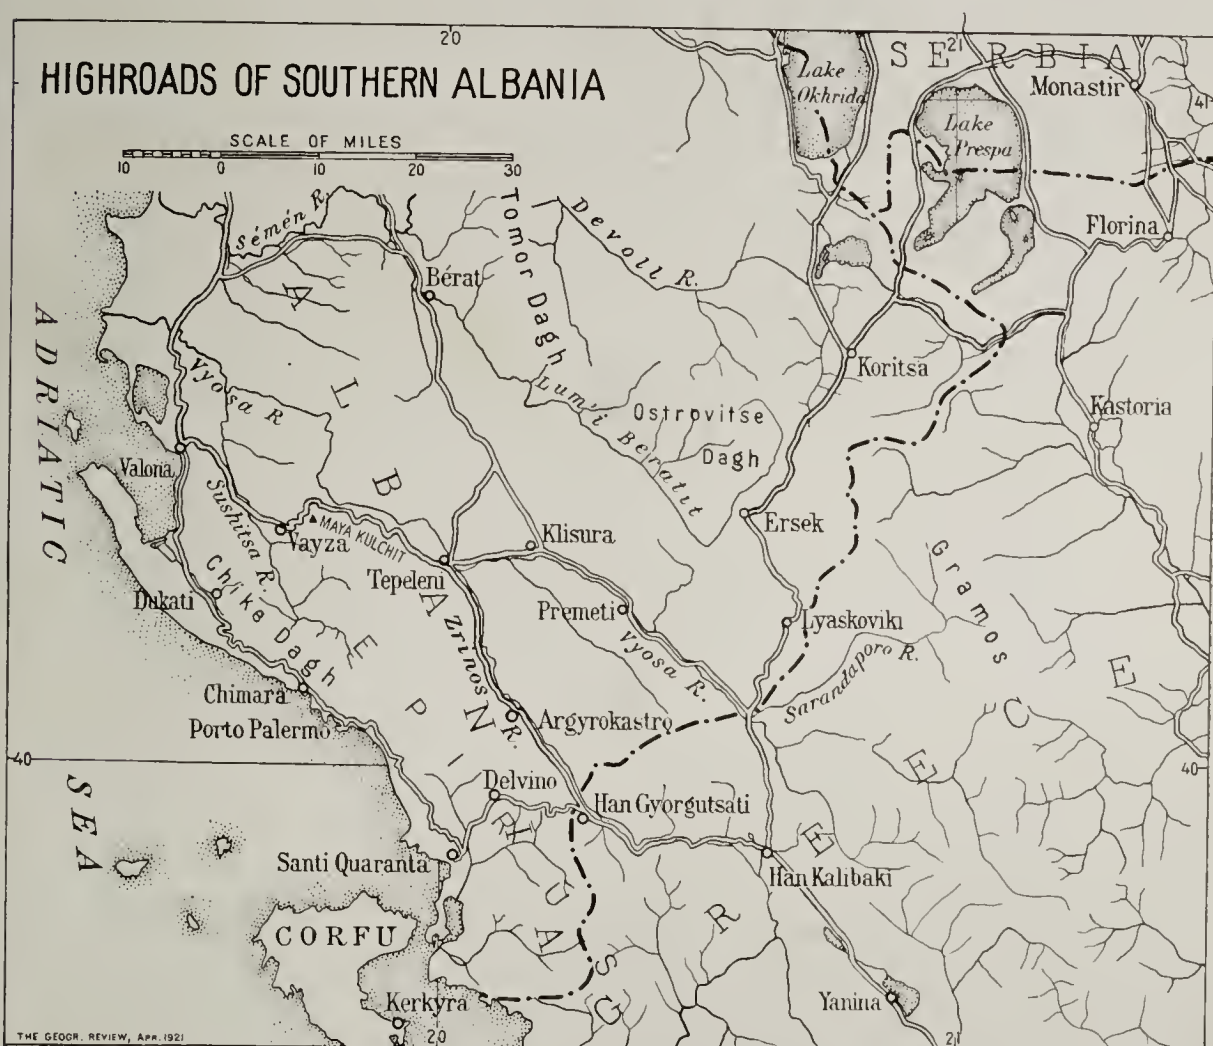 20
SERBIA
21
HIGHROADS OF SOUTHERN ALBANIA
Lake Okhrida
Monastir
41
Lake Prespa
SCALE OF MILES
10 0 10 20 30
Sémén R.
Tomor Dagh
Devoll R.
Florina
Bérat
ADRIATIC SEA
ALBANIA
Vyosa R
Koritsa
Lum'i Beratit
Ostrovitse Dagh
Kastoria
Valona
Sushitsa R.
Vayza
MAYA KULCHIT
Klisura
Ersek
Tepeleni
Dukati
Chike Dagh
Premeti
Lyaskoviki
Gramos
Zrinos R.
Vyosa R.
Sarandaporo R.
EPIRUS
Chimara
Argyrokastro
Porto Palermo
40
40
GREECE
Delvino
Han Gyorgutsati
Santi Quaranta
Han Kalibaki
CORFU
Kerkyra
Yanina
THE GEOGR. REVIEW, APR. 1921
20
21